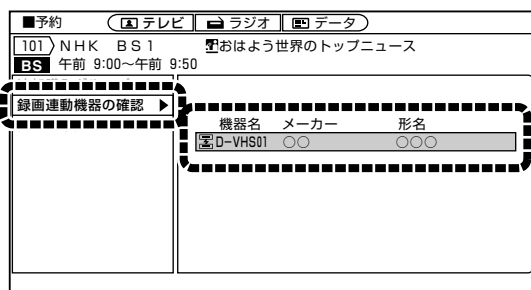 ■予約 テレビ ラジオ データ
101 NHK BS1 おはよう世界のトップニュース
BS 午前 9:00～午前 9:50
録画連動機器の確認 ▶
機器名 メーカー 形名
D-VHS01 ○○ ○○○